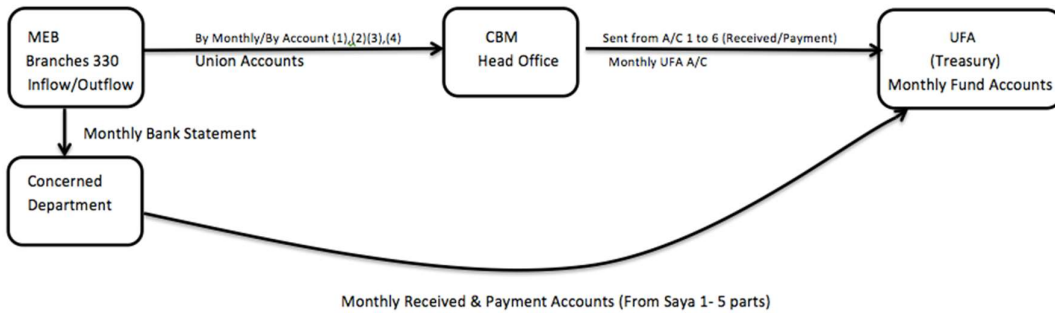 MEB
Branches 330
Inflow/Outflow
By Monthly/By Account (1),(2)(3),(4)
Union Accounts
CBM
Head Office
Sent from A/C 1 to 6 (Received/Payment)
Monthly UFA A/C
UFA
(Treasury)
Monthly Fund Accounts
Monthly Bank Statement
Concerned
Department
Monthly Received & Payment Accounts (From Saya 1- 5 parts)